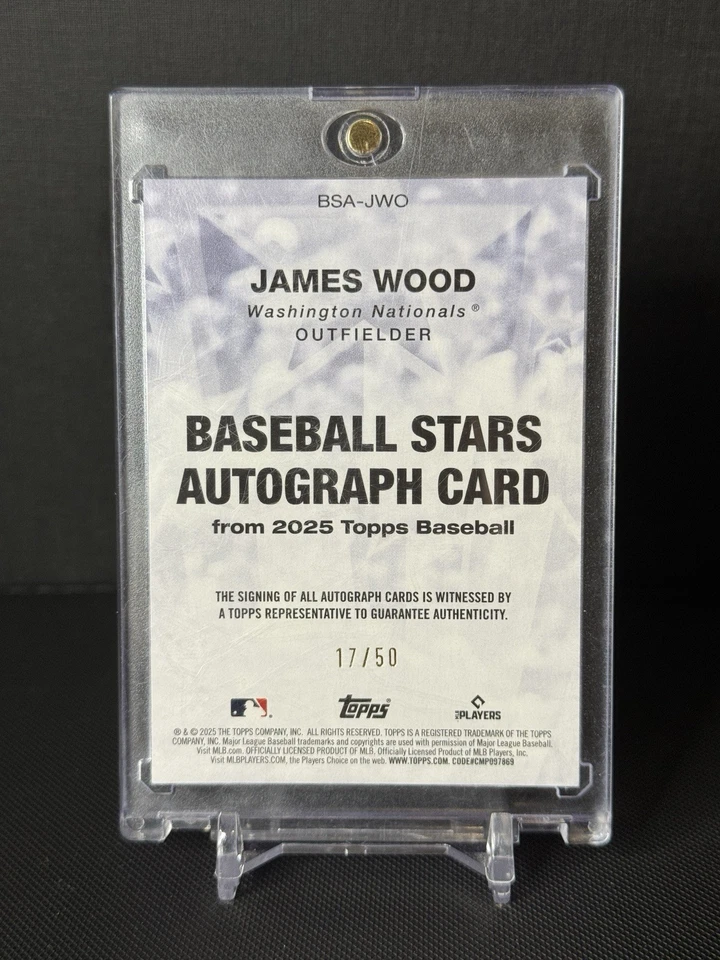 BSA-JWO
JAMES WOOD
Washington Nationals®
OUTFIELDER
BASEBALL STARS
AUTOGRAPH CARD
from 2025 Topps Baseball
THE SIGNING OF ALL AUTOGRAPH CARDS IS WITNESSED BY
A TOPPS REPRESENTATIVE TO GUARANTEE AUTHENTICITY.
17/50
topps® PLAYERS
® & © 2025 THE TOPPS COMPANY, INC. ALL RIGHTS RESERVED. TOPPS IS A REGISTERED TRADEMARK OF THE TOPPS
COMPANY, INC. Major League Baseball trademarks and copyrights are used with permission of Major League Baseball.
Visit MLB.com. OFFICIALLY LICENSED PRODUCT OF MLB. Officially Licensed Product of MLB Players, Inc.
Visit MLBPLAYERS.COM, the Players Choice on the web. WWW.TOPPS.COM. CODE#CMP097869